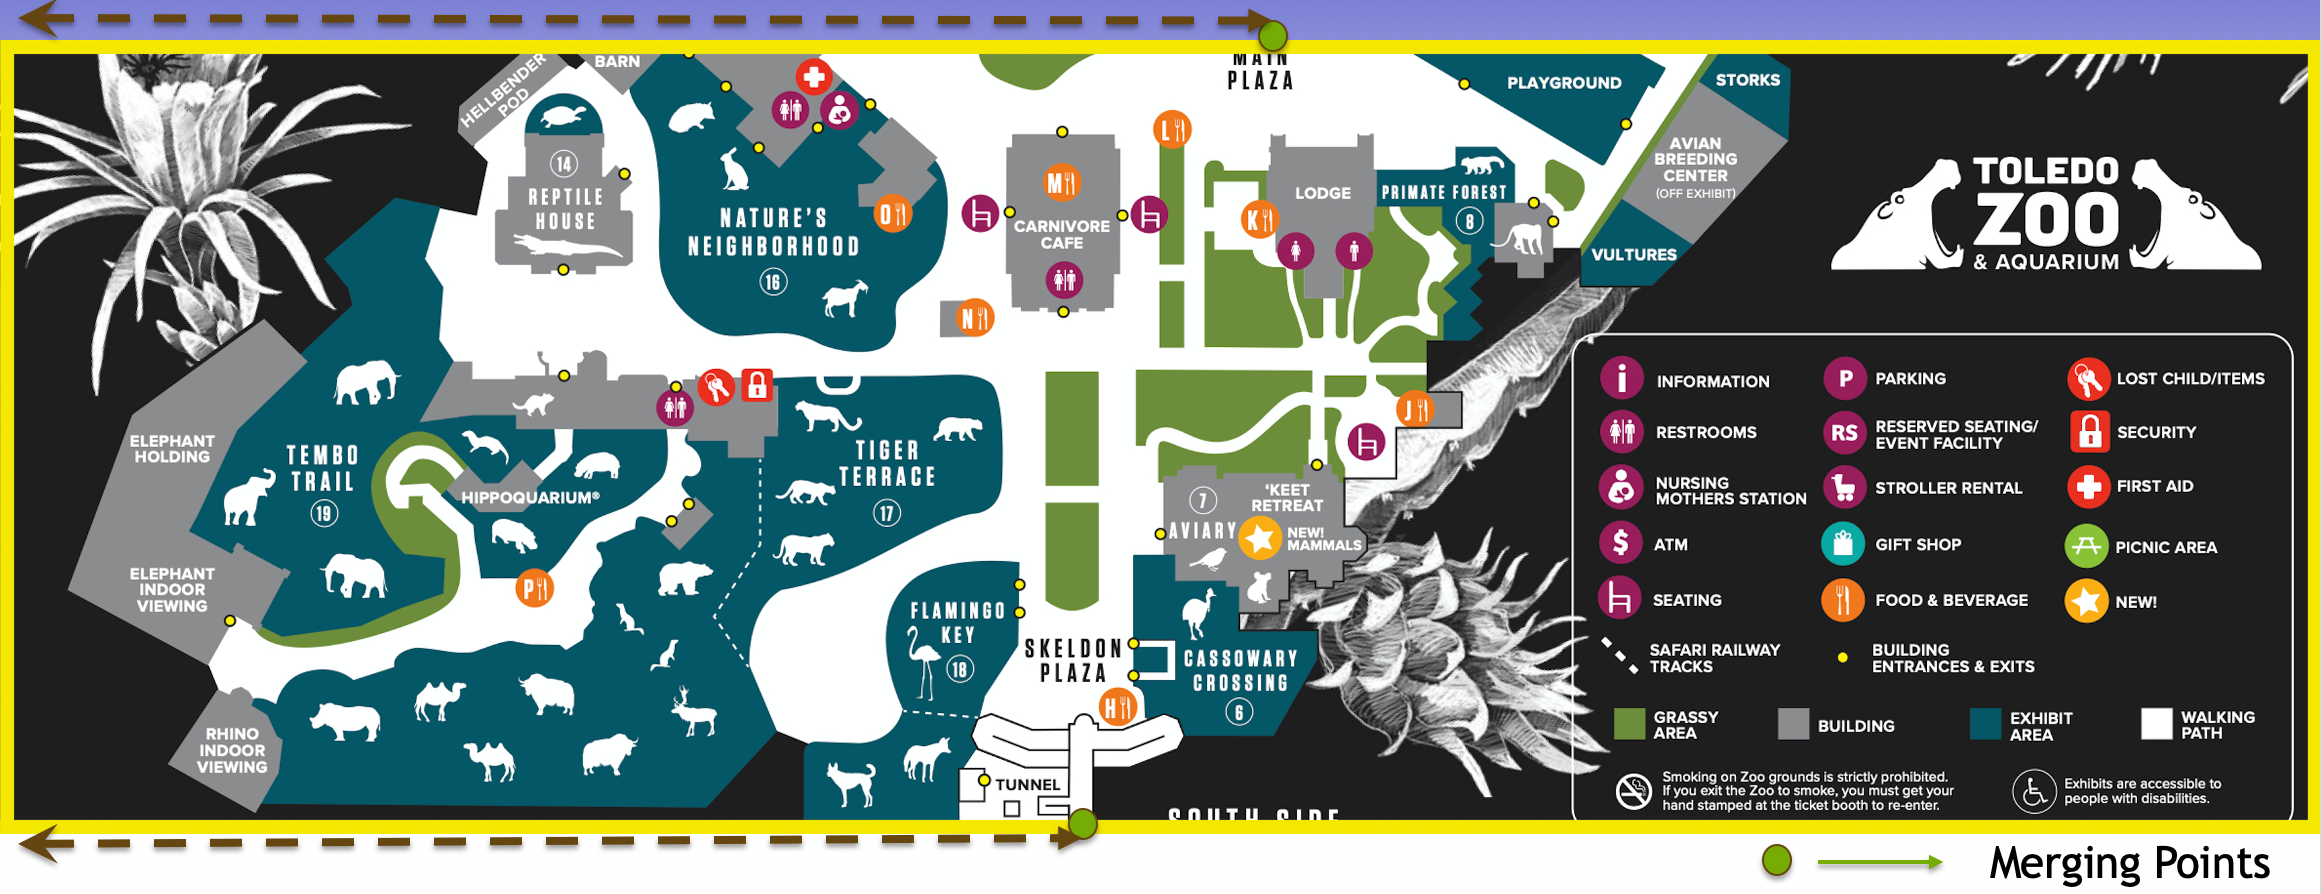 HELLBENDER
POD
BARN
MAIN
PLAZA
PLAYGROUND
STORKS
AVIAN
BREEDING
CENTER
(OFF EXHIBIT)
VULTURES
TOLEDO
ZOO
& AQUARIUM
14
REPTILE
HOUSE
NATURE'S
NEIGHBORHOOD
16
O
L
M
CARNIVORE
CAFE
N
K
LODGE
PRIMATE FOREST
8
J
ELEPHANT
HOLDING
TEMBO
TRAIL
19
HIPPOQUARIUM®
TIGER
TERRACE
17
ELEPHANT
INDOOR
VIEWING
P
7
AVIARY
'KEET
RETREAT
NEW!
MAMMALS
FLAMINGO
KEY
18
SKELDON
PLAZA
CASSOWARY
CROSSING
6
H
RHINO
INDOOR
VIEWING
TUNNEL
SOUTH SIDE
i INFORMATION
P PARKING
LOST CHILD/ITEMS
RESTROOMS
RS RESERVED SEATING/
EVENT FACILITY
SECURITY
NURSING
MOTHERS STATION
STROLLER RENTAL
FIRST AID
$ ATM
GIFT SHOP
PICNIC AREA
SEATING
FOOD & BEVERAGE
NEW!
SAFARI RAILWAY
TRACKS
BUILDING
ENTRANCES & EXITS
GRASSY
AREA
BUILDING
EXHIBIT
AREA
WALKING
PATH
Smoking on Zoo grounds is strictly prohibited.
If you exit the Zoo to smoke, you must get your
hand stamped at the ticket booth to re-enter.
Exhibits are accessible to
people with disabilities.
Merging Points